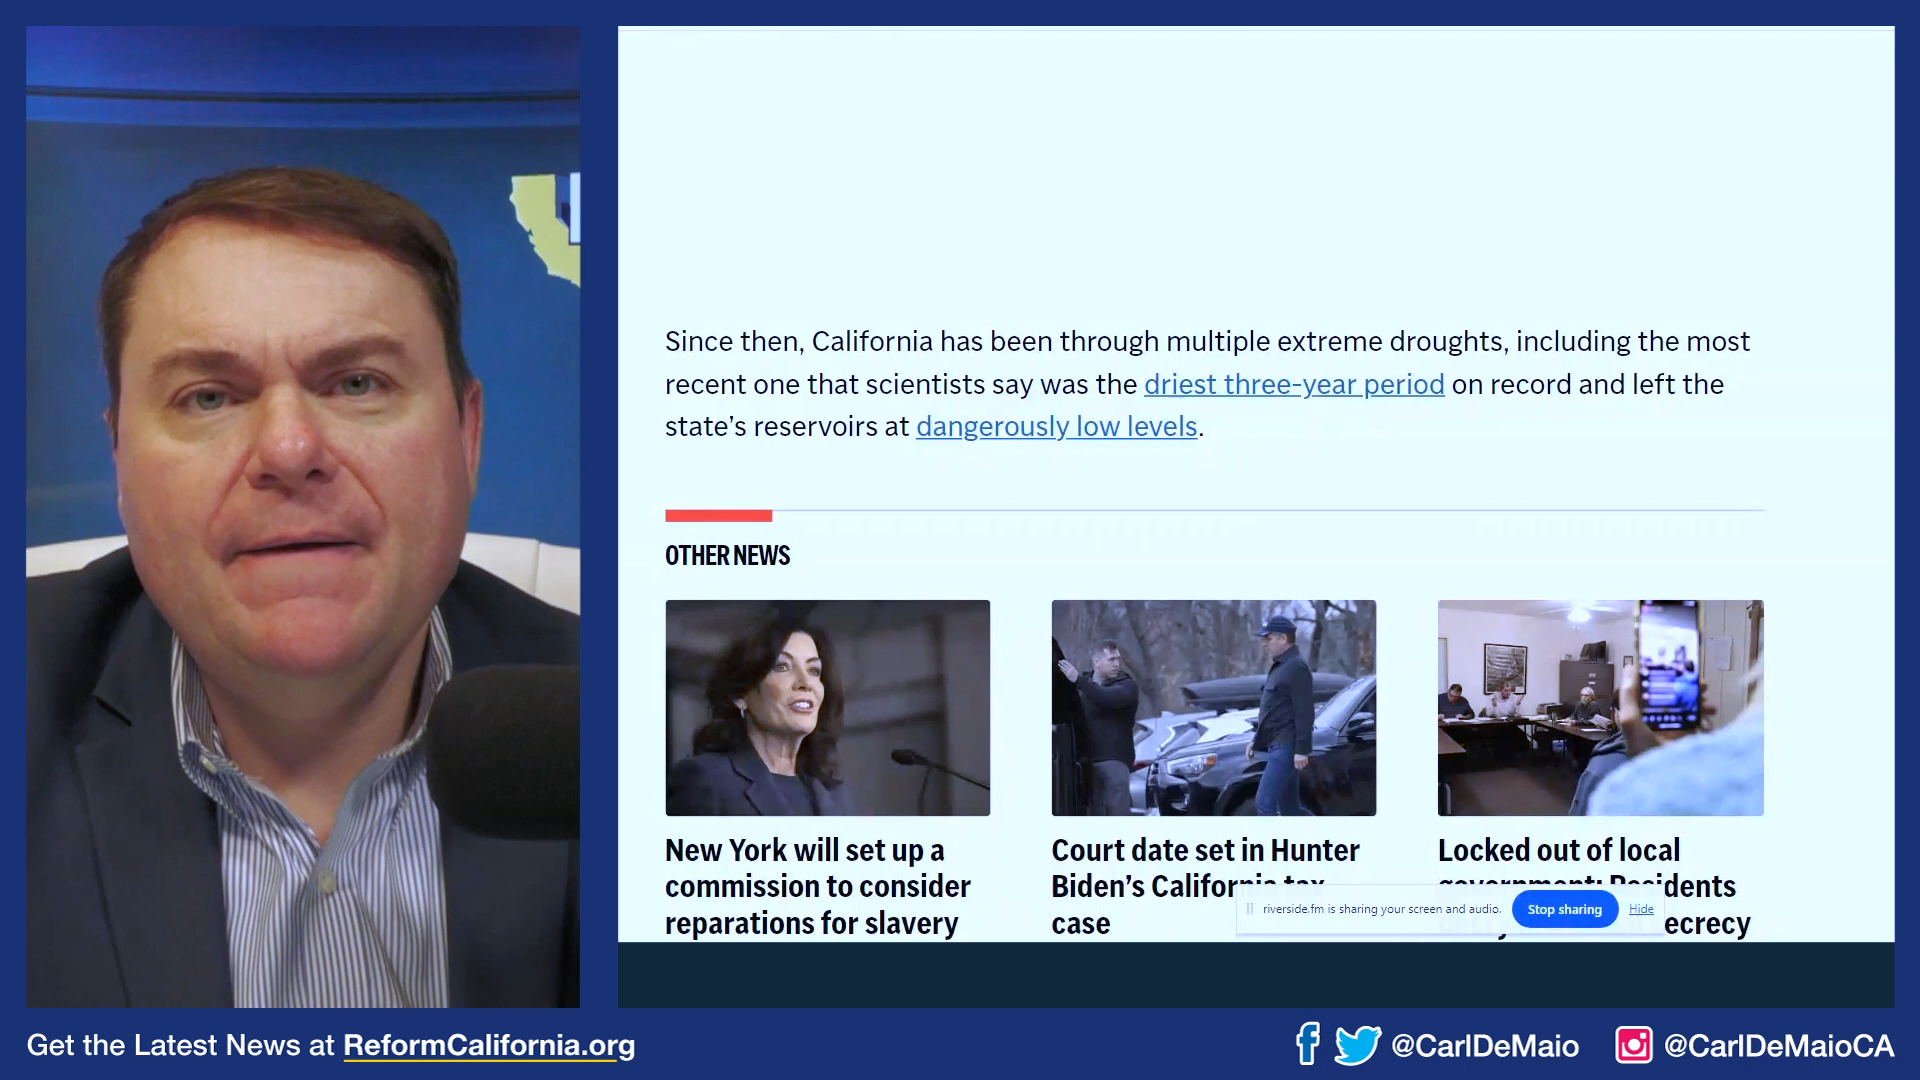 Since then, California has been through multiple extreme droughts, including the most
recent one that scientists say was the driest three-year period on record and left the
state’s reservoirs at dangerously low levels.
OTHER NEWS
New York will set up a
commission to consider
reparations for slavery
Court date set in Hunter
Biden’s California tax
case
Locked out of local
government: Residents
ecrecy
riverside.fm is sharing your screen and audio.
Stop sharing
Hide
Get the Latest News at ReformCalifornia.org
@CarlDeMaio
@CarlDeMaioCA